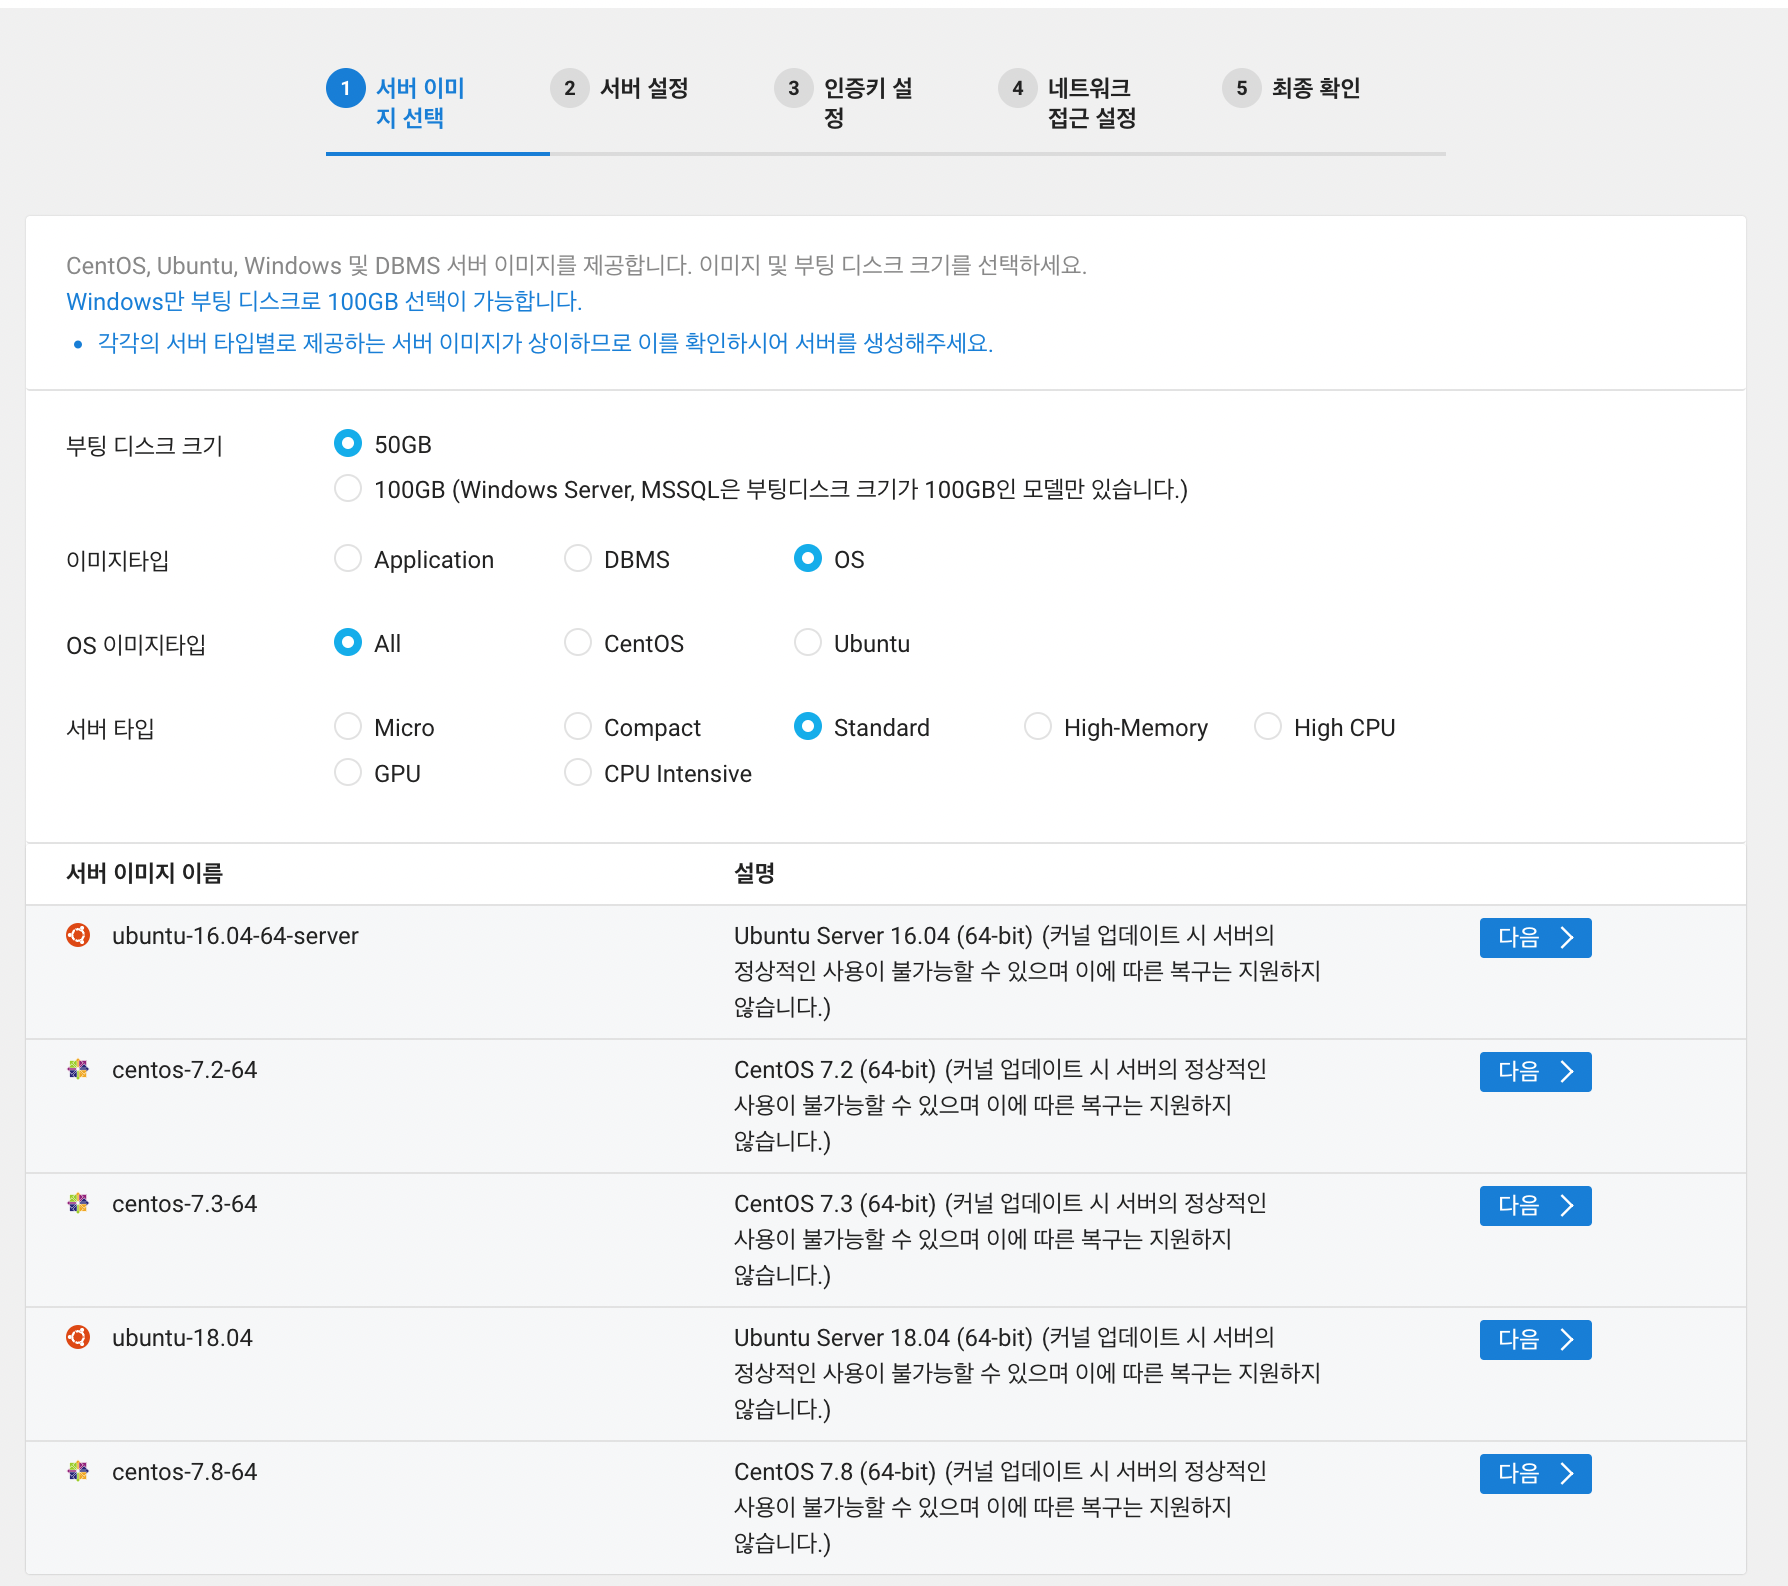 1 서버 이미
지 선택
2 서버 설정
3 인증키 설
정
4 네트워크
접근 설정
5 최종 확인
CentOS, Ubuntu, Windows 및 DBMS 서버 이미지를 제공합니다. 이미지 및 부팅 디스크 크기를 선택하세요.
Windows만 부팅 디스크로 100GB 선택이 가능합니다.
• 각각의 서버 타입별로 제공하는 서버 이미지가 상이하므로 이를 확인하시어 서버를 생성해주세요.
부팅 디스크 크기 50GB
100GB (Windows Server, MSSQL은 부팅디스크 크기가 100GB인 모델만 있습니다.)
이미지타입 Application DBMS OS
OS 이미지타입 All CentOS Ubuntu
서버 타입 Micro Compact Standard High-Memory High CPU
GPU CPU Intensive
서버 이미지 이름 설명
ubuntu-16.04-64-server Ubuntu Server 16.04 (64-bit) (커널 업데이트 시 서버의 다음
정상적인 사용이 불가능할 수 있으며 이에 따른 복구는 지원하지
않습니다.)
centos-7.2-64 CentOS 7.2 (64-bit) (커널 업데이트 시 서버의 정상적인 다음
사용이 불가능할 수 있으며 이에 따른 복구는 지원하지
않습니다.)
centos-7.3-64 CentOS 7.3 (64-bit) (커널 업데이트 시 서버의 정상적인 다음
사용이 불가능할 수 있으며 이에 따른 복구는 지원하지
않습니다.)
ubuntu-18.04 Ubuntu Server 18.04 (64-bit) (커널 업데이트 시 서버의 다음
정상적인 사용이 불가능할 수 있으며 이에 따른 복구는 지원하지
않습니다.)
centos-7.8-64 CentOS 7.8 (64-bit) (커널 업데이트 시 서버의 정상적인 다음
사용이 불가능할 수 있으며 이에 따른 복구는 지원하지
않습니다.)